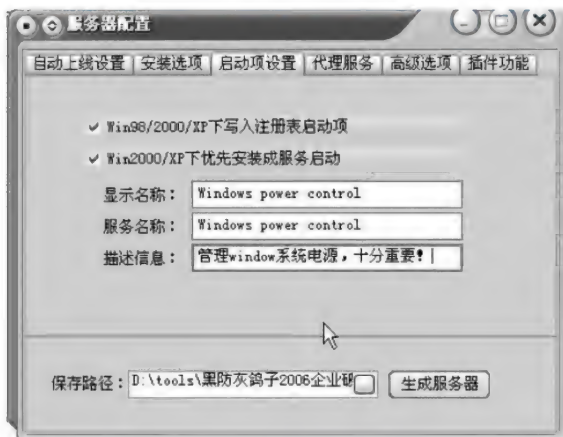 服务器配置
自动上线设置 安装选项 启动项设置 代理服务 高级选项 插件功能
Win98/2000/XP下写入注册表启动项
Win2000/XP下优先安装成服务启动
显示名称： Windows power control
服务名称： Windows power control
描述信息： 管理window系统电源，十分重要！
保存路径： D:\tools\黑防灰鸽子2006企业 生成服务器